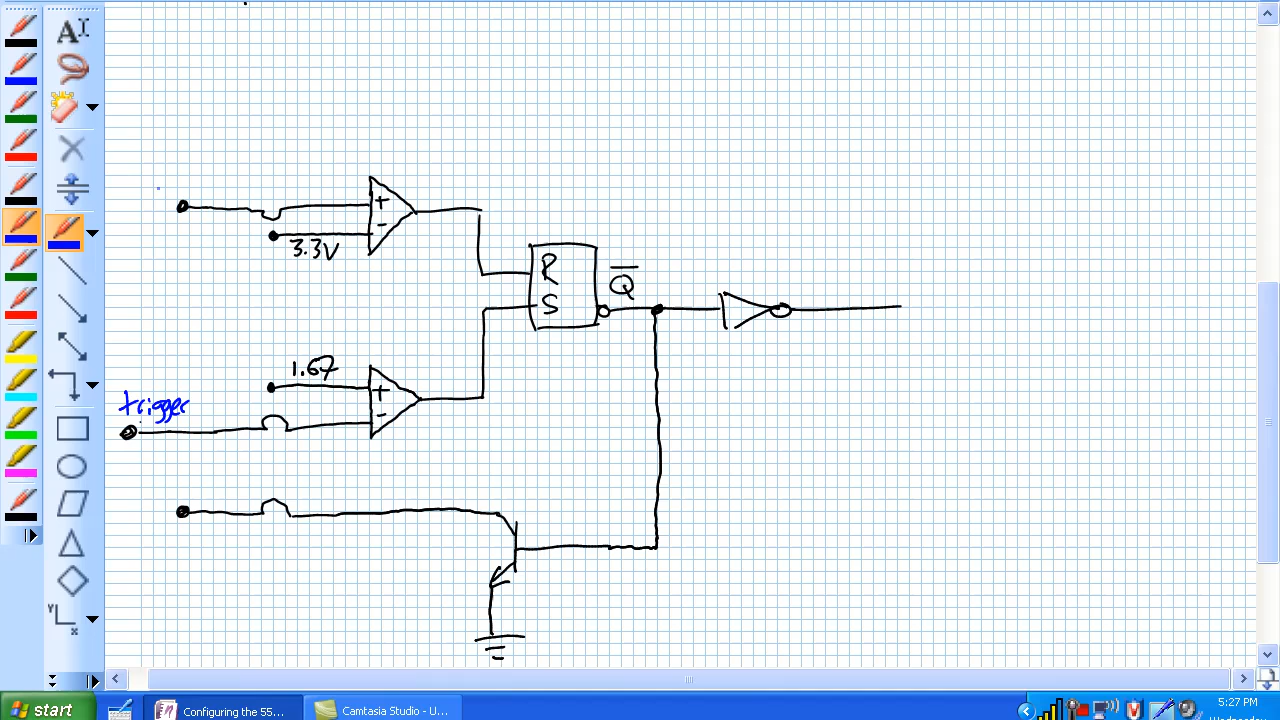 A
+
-
3.3V
R
S
Q
1.67
+
-
trigger
Y
x
start
Configuring the 55...
Camtasia Studio - U...
5:27 PM